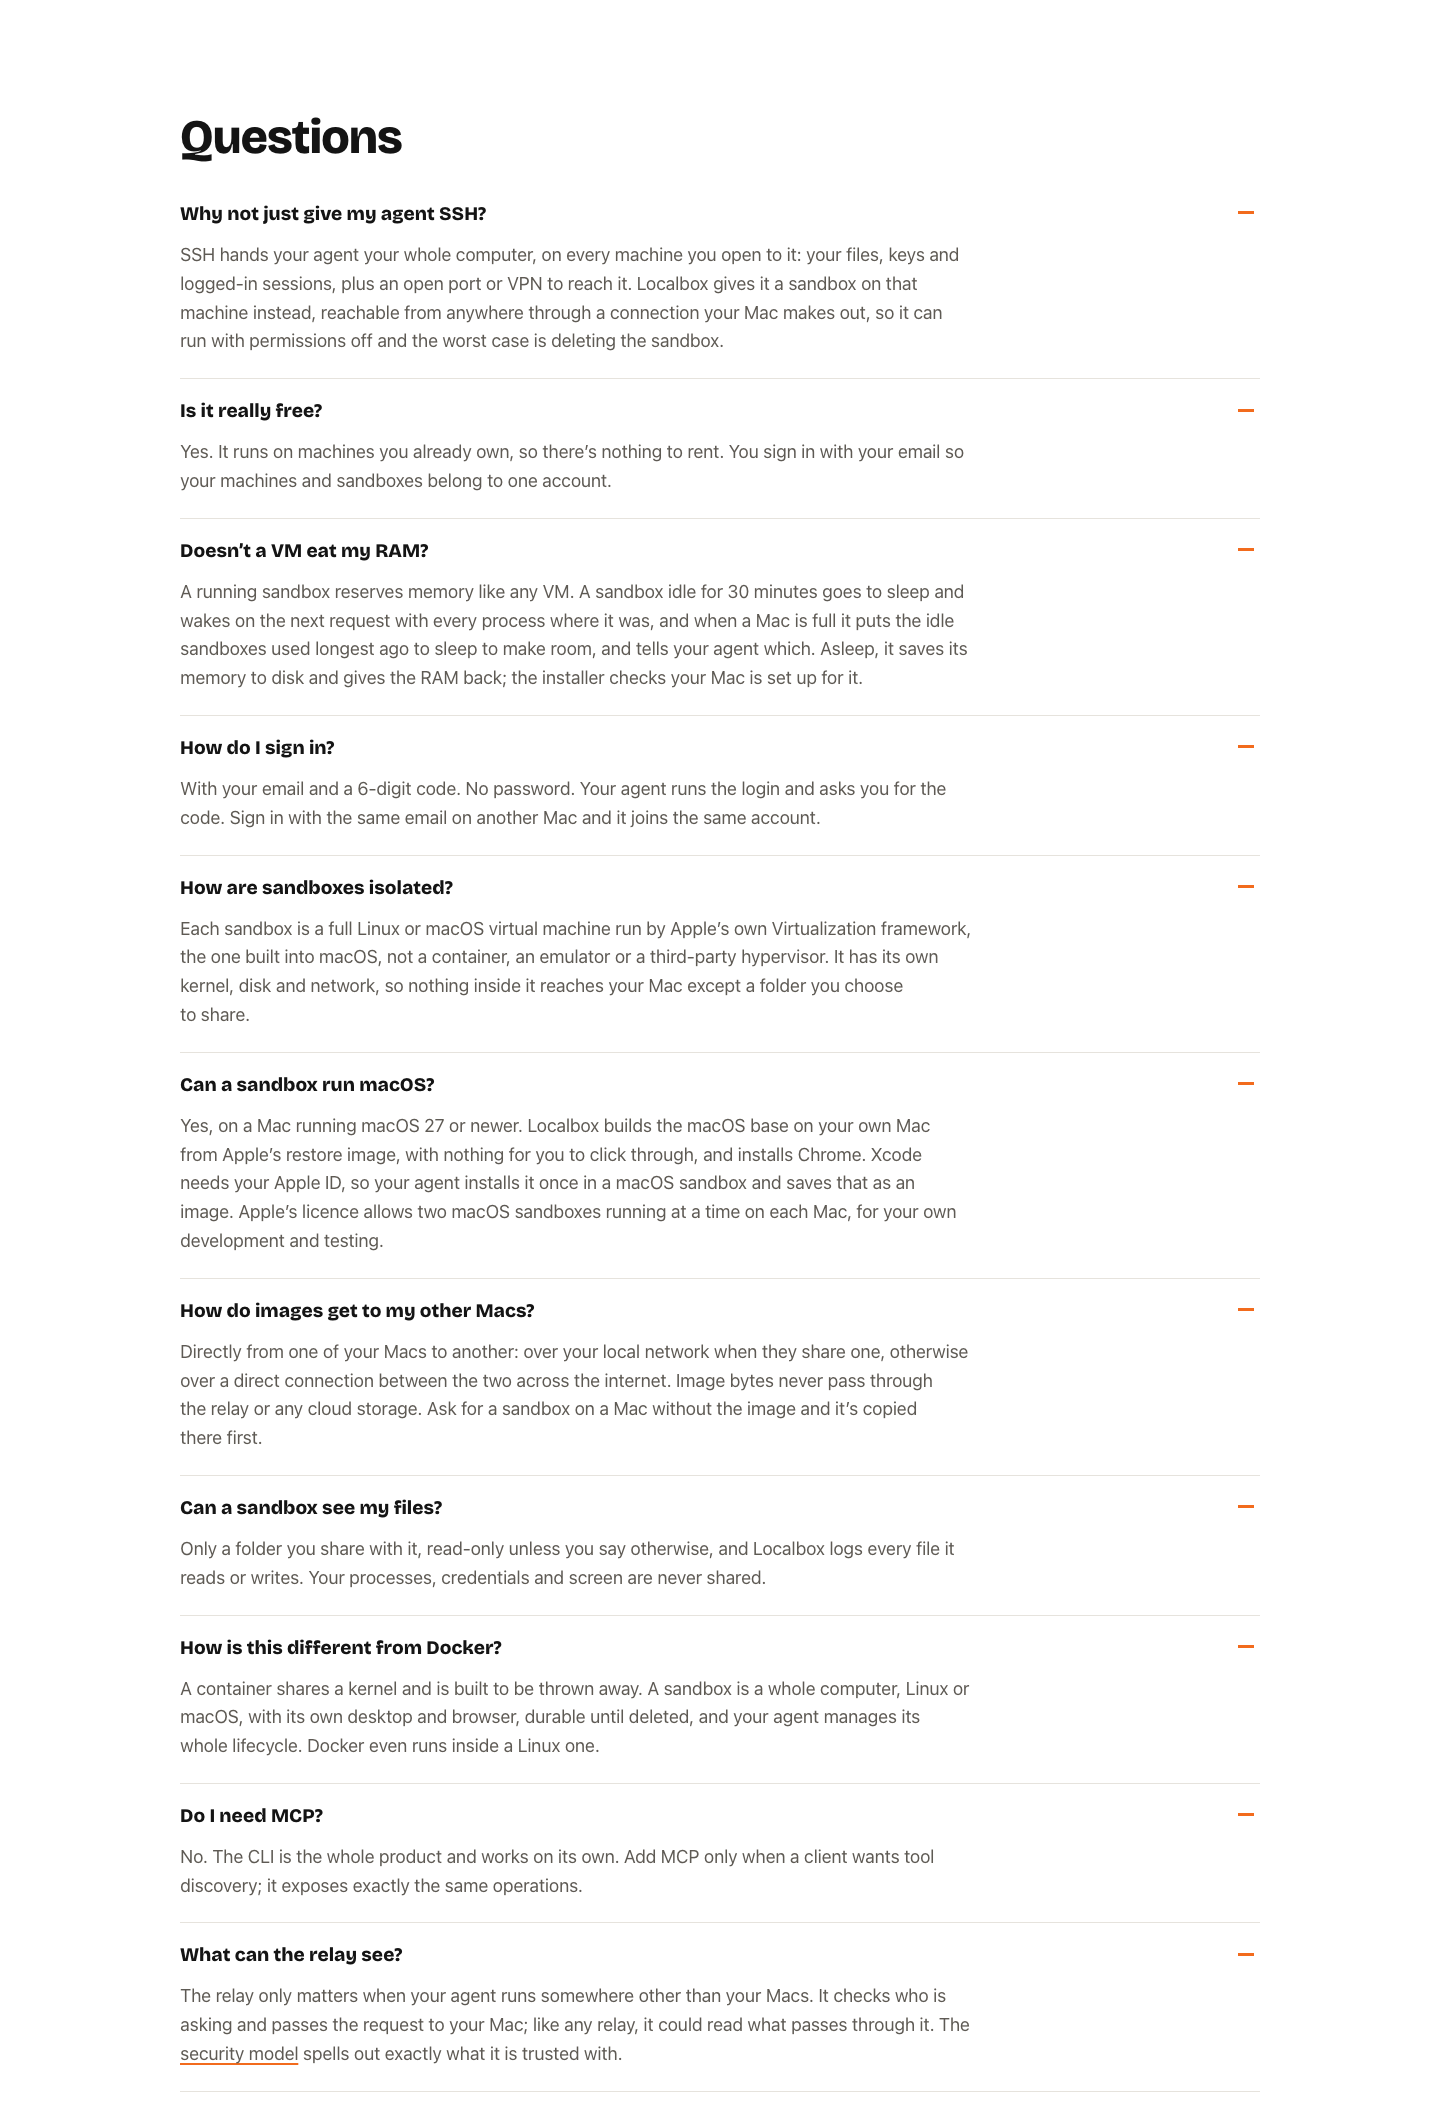 Questions
Why not just give my agent SSH?
SSH hands your agent your whole computer, on every machine you open to it: your files, keys and
logged-in sessions, plus an open port or VPN to reach it. Localbox gives it a sandbox on that
machine instead, reachable from anywhere through a connection your Mac makes out, so it can
run with permissions off and the worst case is deleting the sandbox.
Is it really free?
Yes. It runs on machines you already own, so there’s nothing to rent. You sign in with your email so
your machines and sandboxes belong to one account.
Doesn’t a VM eat my RAM?
A running sandbox reserves memory like any VM. A sandbox idle for 30 minutes goes to sleep and
wakes on the next request with every process where it was, and when a Mac is full it puts the idle
sandboxes used longest ago to sleep to make room, and tells your agent which. Asleep, it saves its
memory to disk and gives the RAM back; the installer checks your Mac is set up for it.
How do I sign in?
With your email and a 6-digit code. No password. Your agent runs the login and asks you for the
code. Sign in with the same email on another Mac and it joins the same account.
How are sandboxes isolated?
Each sandbox is a full Linux or macOS virtual machine run by Apple’s own Virtualization framework,
the one built into macOS, not a container, an emulator or a third-party hypervisor. It has its own
kernel, disk and network, so nothing inside it reaches your Mac except a folder you choose
to share.
Can a sandbox run macOS?
Yes, on a Mac running macOS 27 or newer. Localbox builds the macOS base on your own Mac
from Apple’s restore image, with nothing for you to click through, and installs Chrome. Xcode
needs your Apple ID, so your agent installs it once in a macOS sandbox and saves that as an
image. Apple’s licence allows two macOS sandboxes running at a time on each Mac, for your own
development and testing.
How do images get to my other Macs?
Directly from one of your Macs to another: over your local network when they share one, otherwise
over a direct connection between the two across the internet. Image bytes never pass through
the relay or any cloud storage. Ask for a sandbox on a Mac without the image and it’s copied
there first.
Can a sandbox see my files?
Only a folder you share with it, read-only unless you say otherwise, and Localbox logs every file it
reads or writes. Your processes, credentials and screen are never shared.
How is this different from Docker?
A container shares a kernel and is built to be thrown away. A sandbox is a whole computer, Linux or
macOS, with its own desktop and browser, durable until deleted, and your agent manages its
whole lifecycle. Docker even runs inside a Linux one.
Do I need MCP?
No. The CLI is the whole product and works on its own. Add MCP only when a client wants tool
discovery; it exposes exactly the same operations.
What can the relay see?
The relay only matters when your agent runs somewhere other than your Macs. It checks who is
asking and passes the request to your Mac; like any relay, it could read what passes through it. The
security model spells out exactly what it is trusted with.